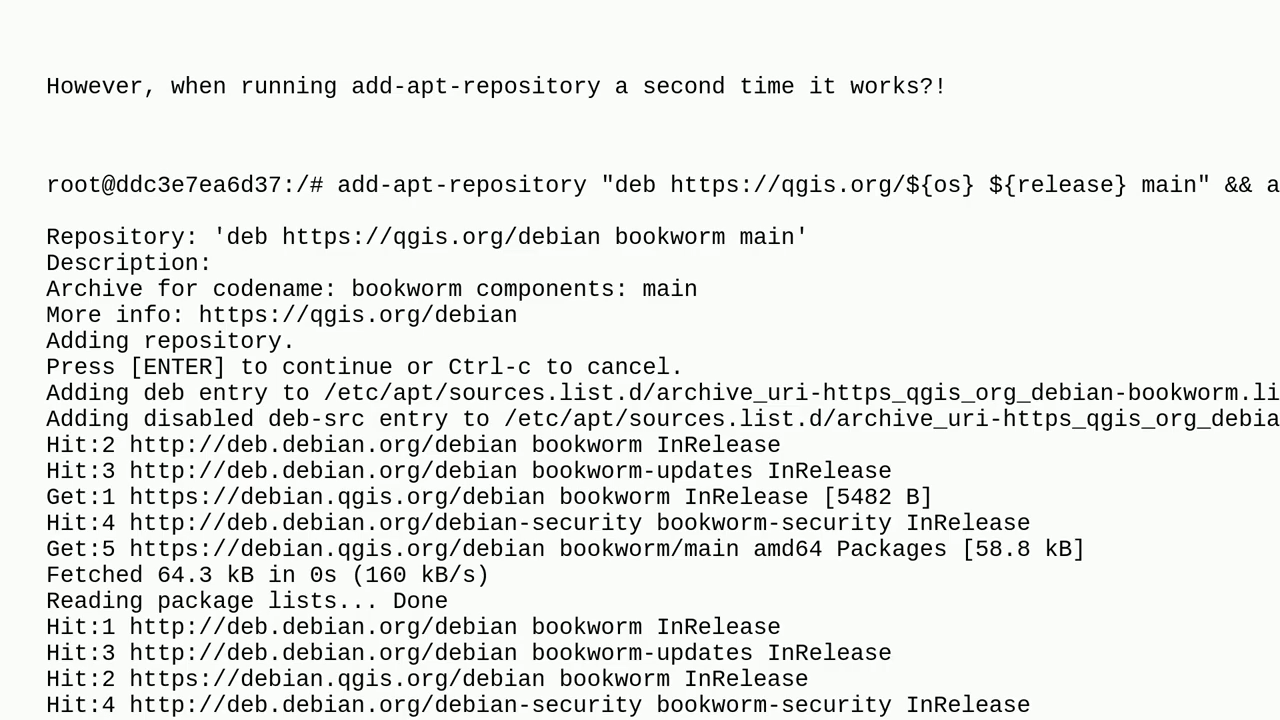 However, when running add-apt-repository a second time it works?!
root@ddc3e7ea6d37:/# add-apt-repository "deb https://qgis.org/${os} ${release} main" && a
Repository: 'deb https://qgis.org/debian bookworm main'
Description:
Archive for codename: bookworm components: main
More info: https://qgis.org/debian
Adding repository.
Press [ENTER] to continue or Ctrl-c to cancel.
Adding deb entry to /etc/apt/sources.list.d/archive_uri-https_qgis_org_debian-bookworm.li
Adding disabled deb-src entry to /etc/apt/sources.list.d/archive_uri-https_qgis_org_debia
Hit:2 http://deb.debian.org/debian bookworm InRelease
Hit:3 http://deb.debian.org/debian bookworm-updates InRelease
Get:1 https://debian.qgis.org/debian bookworm InRelease [5482 B]
Hit:4 http://deb.debian.org/debian-security bookworm-security InRelease
Get:5 https://debian.qgis.org/debian bookworm/main amd64 Packages [58.8 kB]
Fetched 64.3 kB in 0s (160 kB/s)
Reading package lists... Done
Hit:1 http://deb.debian.org/debian bookworm InRelease
Hit:3 http://deb.debian.org/debian bookworm-updates InRelease
Hit:2 https://debian.qgis.org/debian bookworm InRelease
Hit:4 http://deb.debian.org/debian-security bookworm-security InRelease